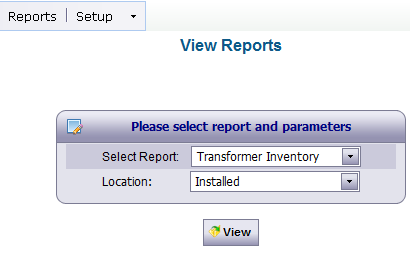 Reports Setup
View Reports
Please select report and parameters
Select Report: Transformer Inventory
Location: Installed
View